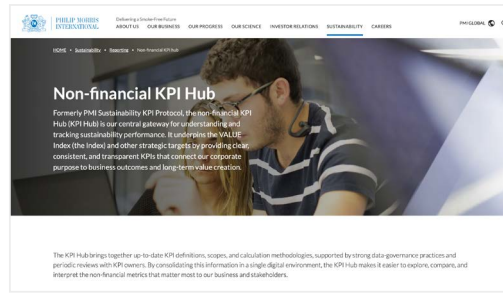 PHILIP MORRIS
INTERNATIONAL
Delivering a Smoke-Free Future
ABOUT US OUR BUSINESS OUR PROGRESS OUR SCIENCE INVESTOR RELATIONS SUSTAINABILITY CAREERS
PMI GLOBAL
HOME • Sustainability • Reporting • Non-financial KPI hub
Non-financial KPI Hub
Formerly PMI Sustainability KPI Protocol, the non-financial KPI
Hub (KPI Hub) is our central gateway for understanding and
tracking sustainability performance. It underpins the VALUE
Index (the Index) and other strategic targets by providing clear,
consistent, and transparent KPIs that connect our corporate
purpose to business outcomes and long-term value creation.
The KPI Hub brings together up-to-date KPI definitions, scopes, and calculation methodologies, supported by strong data-governance practices and
periodic reviews with KPI owners. By consolidating this information in a single digital environment, the KPI Hub makes it easier to explore, compare, and
interpret the non-financial metrics that matter most to our business and stakeholders.